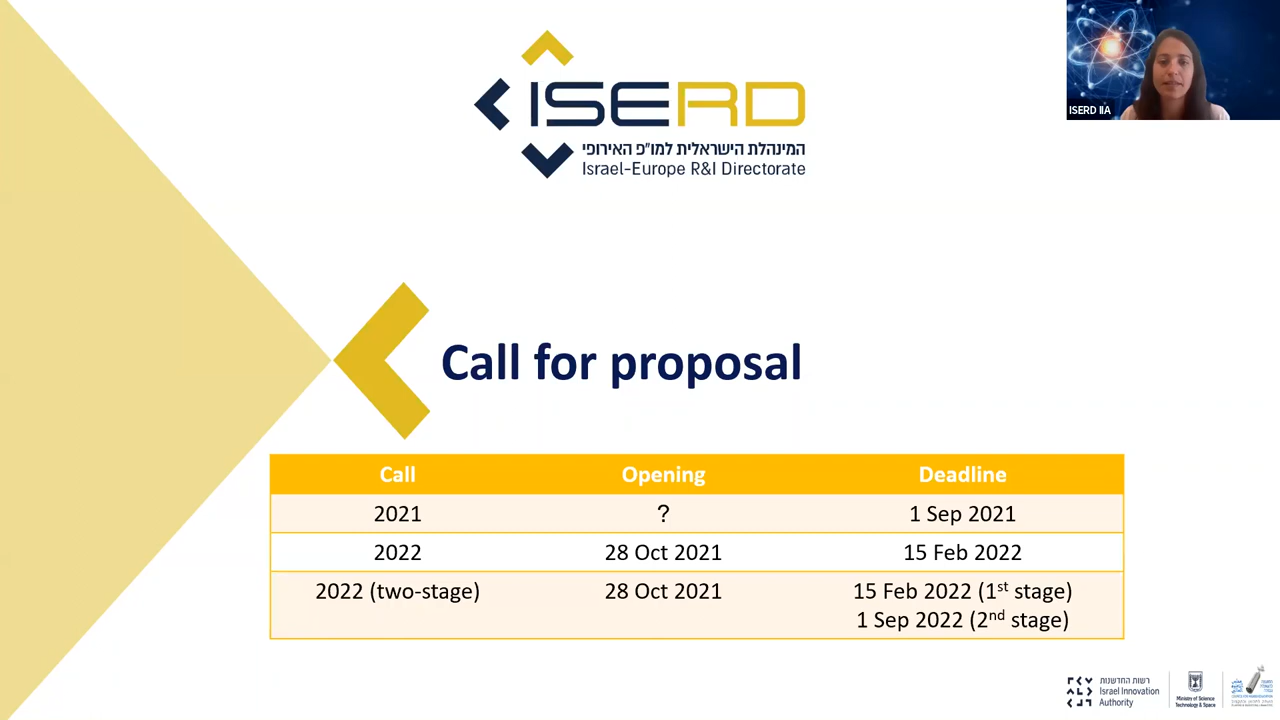 ISERD
המינהלת הישראלית למו"פ האירופי
Israel-Europe R&I Directorate
ISERD IIA
Call for proposal
Call Opening Deadline
2021 ? 1 Sep 2021
2022 28 Oct 2021 15 Feb 2022
2022 (two-stage) 28 Oct 2021 15 Feb 2022 (1st stage)
1 Sep 2022 (2nd stage)
רשות החדשנות
Israel Innovation
Authority
Ministry of Science
Technology & Space